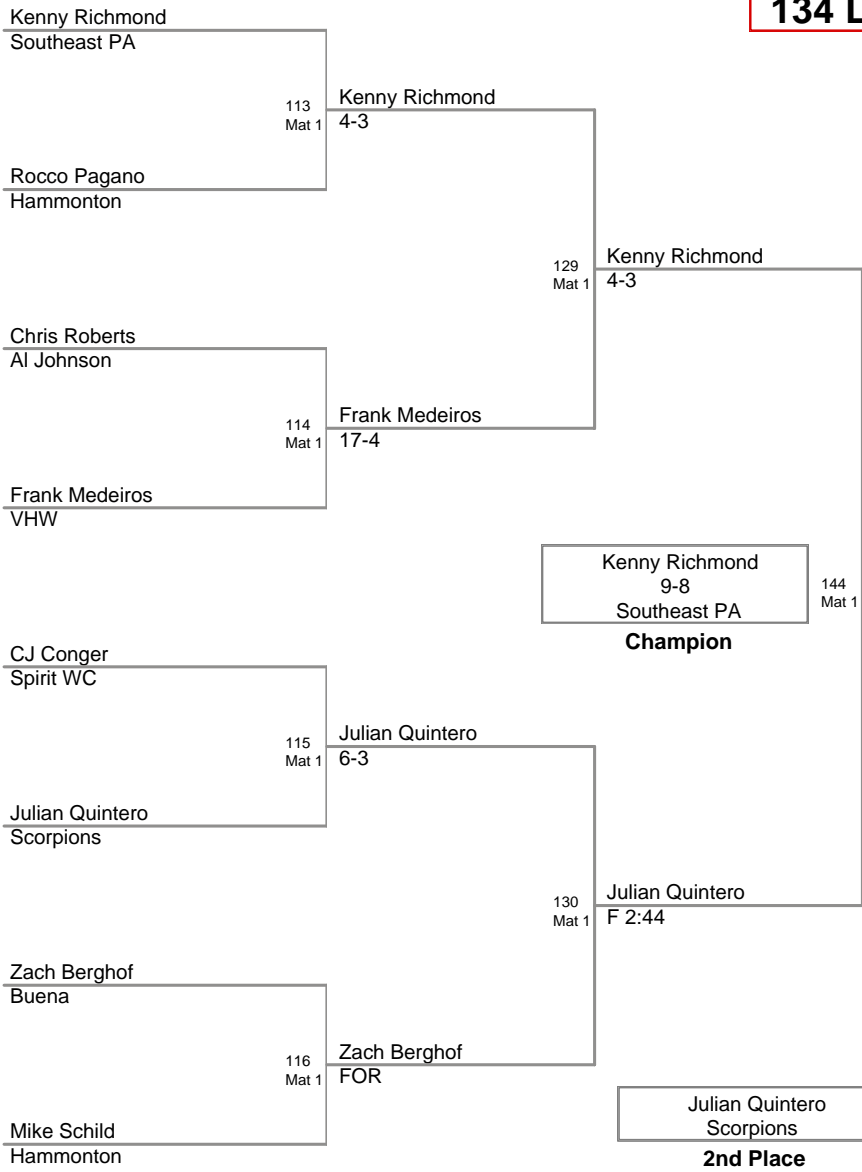 134 L
Kenny Richmond
Southeast PA
113
Mat 1
Kenny Richmond
4-3
Rocco Pagano
Hammonton
129
Mat 1
Kenny Richmond
4-3
Chris Roberts
Al Johnson
114
Mat 1
Frank Medeiros
17-4
Frank Medeiros
VHW
Kenny Richmond
9-8
Southeast PA
144
Mat 1
Champion
CJ Conger
Spirit WC
115
Mat 1
Julian Quintero
6-3
Julian Quintero
Scorpions
130
Mat 1
Julian Quintero
F 2:44
Zach Berghof
Buena
116
Mat 1
Zach Berghof
FOR
Mike Schild
Hammonton
Julian Quintero
Scorpions
2nd Place